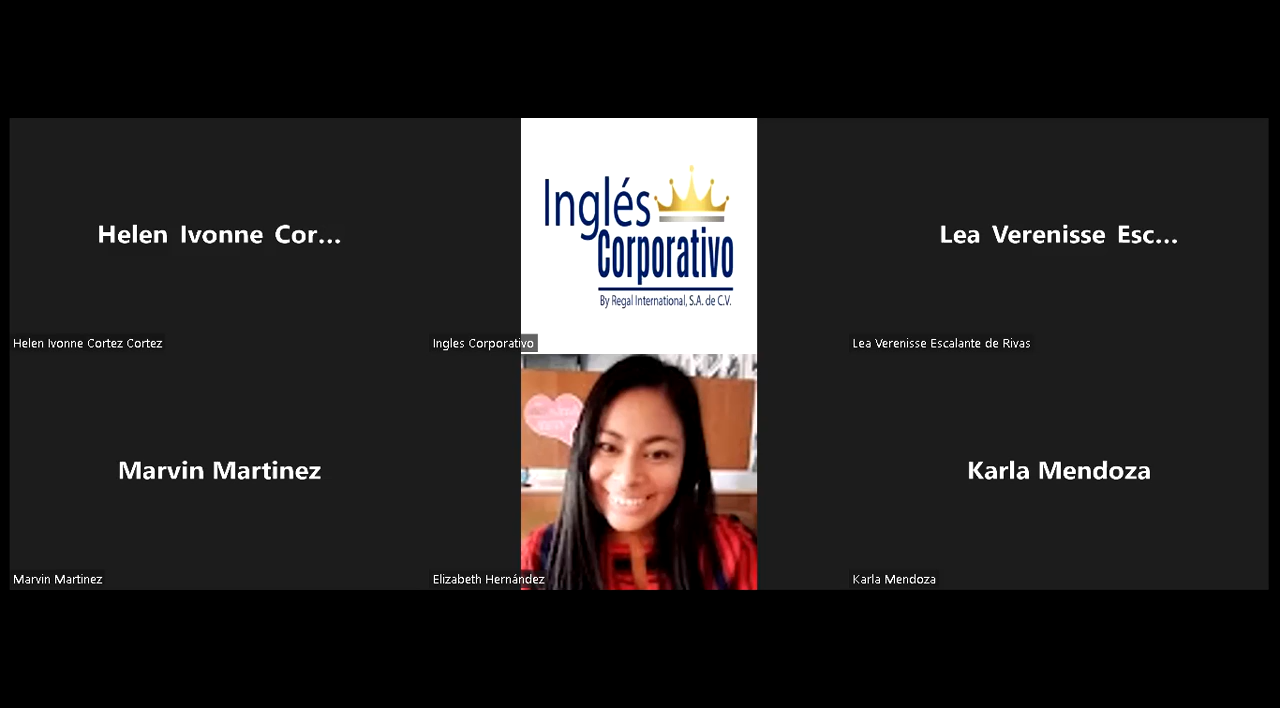 Helen Ivonne Cor...
Helen Ivonne Cortez Cortez
Inglés
Corporativo
By Regal International, S.A. de C.V.
Ingles Corporativo
Lea Verenisse Esc...
Lea Verenisse Escalante de Rivas
Marvin Martinez
Marvin Martinez
Elizabeth Hernández
Karla Mendoza
Karla Mendoza